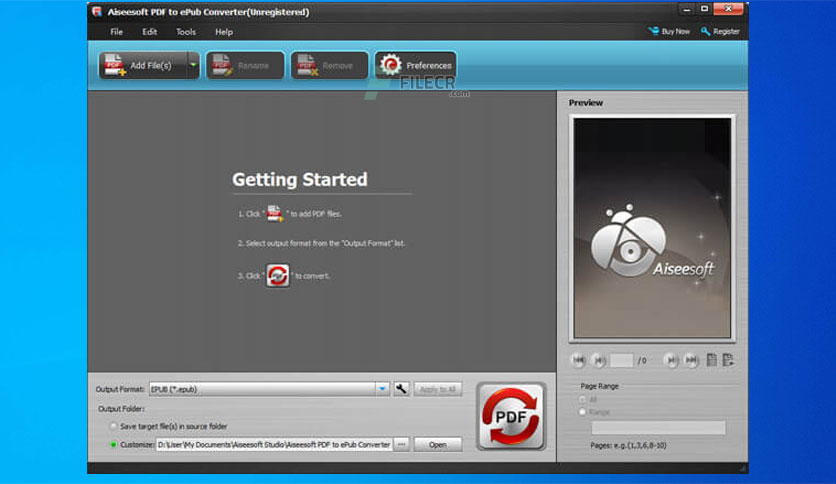 Aiseesoft PDF to ePub Converter(Unregistered)
File Edit Tools Help Buy Now Register
PDF Add File(s) PDF Rename PDF Remove Preferences
FILECR
.com
Preview
Getting Started
1. Click " PDF " to add PDF files.
2. Select output format from the "Output Format" list.
3. Click " " to convert.
Aiseesoft
/ 0
Output Format: EPUB (*.epub) Apply to All
Output Folder:
Save target file(s) in source folder
Customize: D:\User\My Documents\Aiseesoft Studio\Aiseesoft PDF to ePub Converter ... Open
PDF
Page Range
All
Range
Pages: e.g.(1,3,6,8-10)